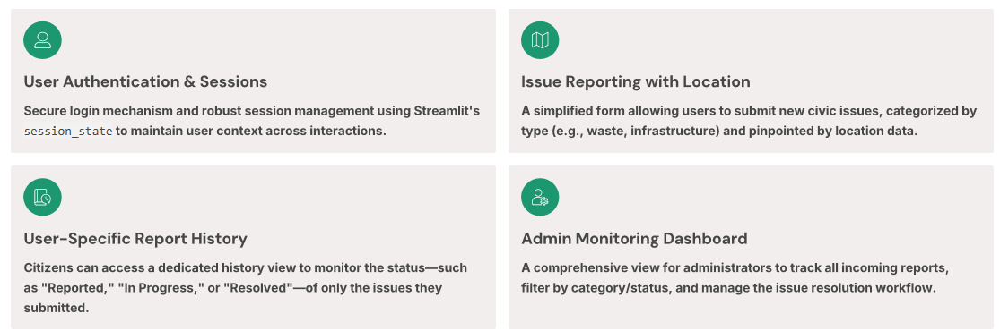 User Authentication & Sessions
Secure login mechanism and robust session management using Streamlit's
session_state to maintain user context across interactions.
Issue Reporting with Location
A simplified form allowing users to submit new civic issues, categorized by
type (e.g., waste, infrastructure) and pinpointed by location data.
User-Specific Report History
Citizens can access a dedicated history view to monitor the status—such
as "Reported," "In Progress," or "Resolved"—of only the issues they
submitted.
Admin Monitoring Dashboard
A comprehensive view for administrators to track all incoming reports,
filter by category/status, and manage the issue resolution workflow.